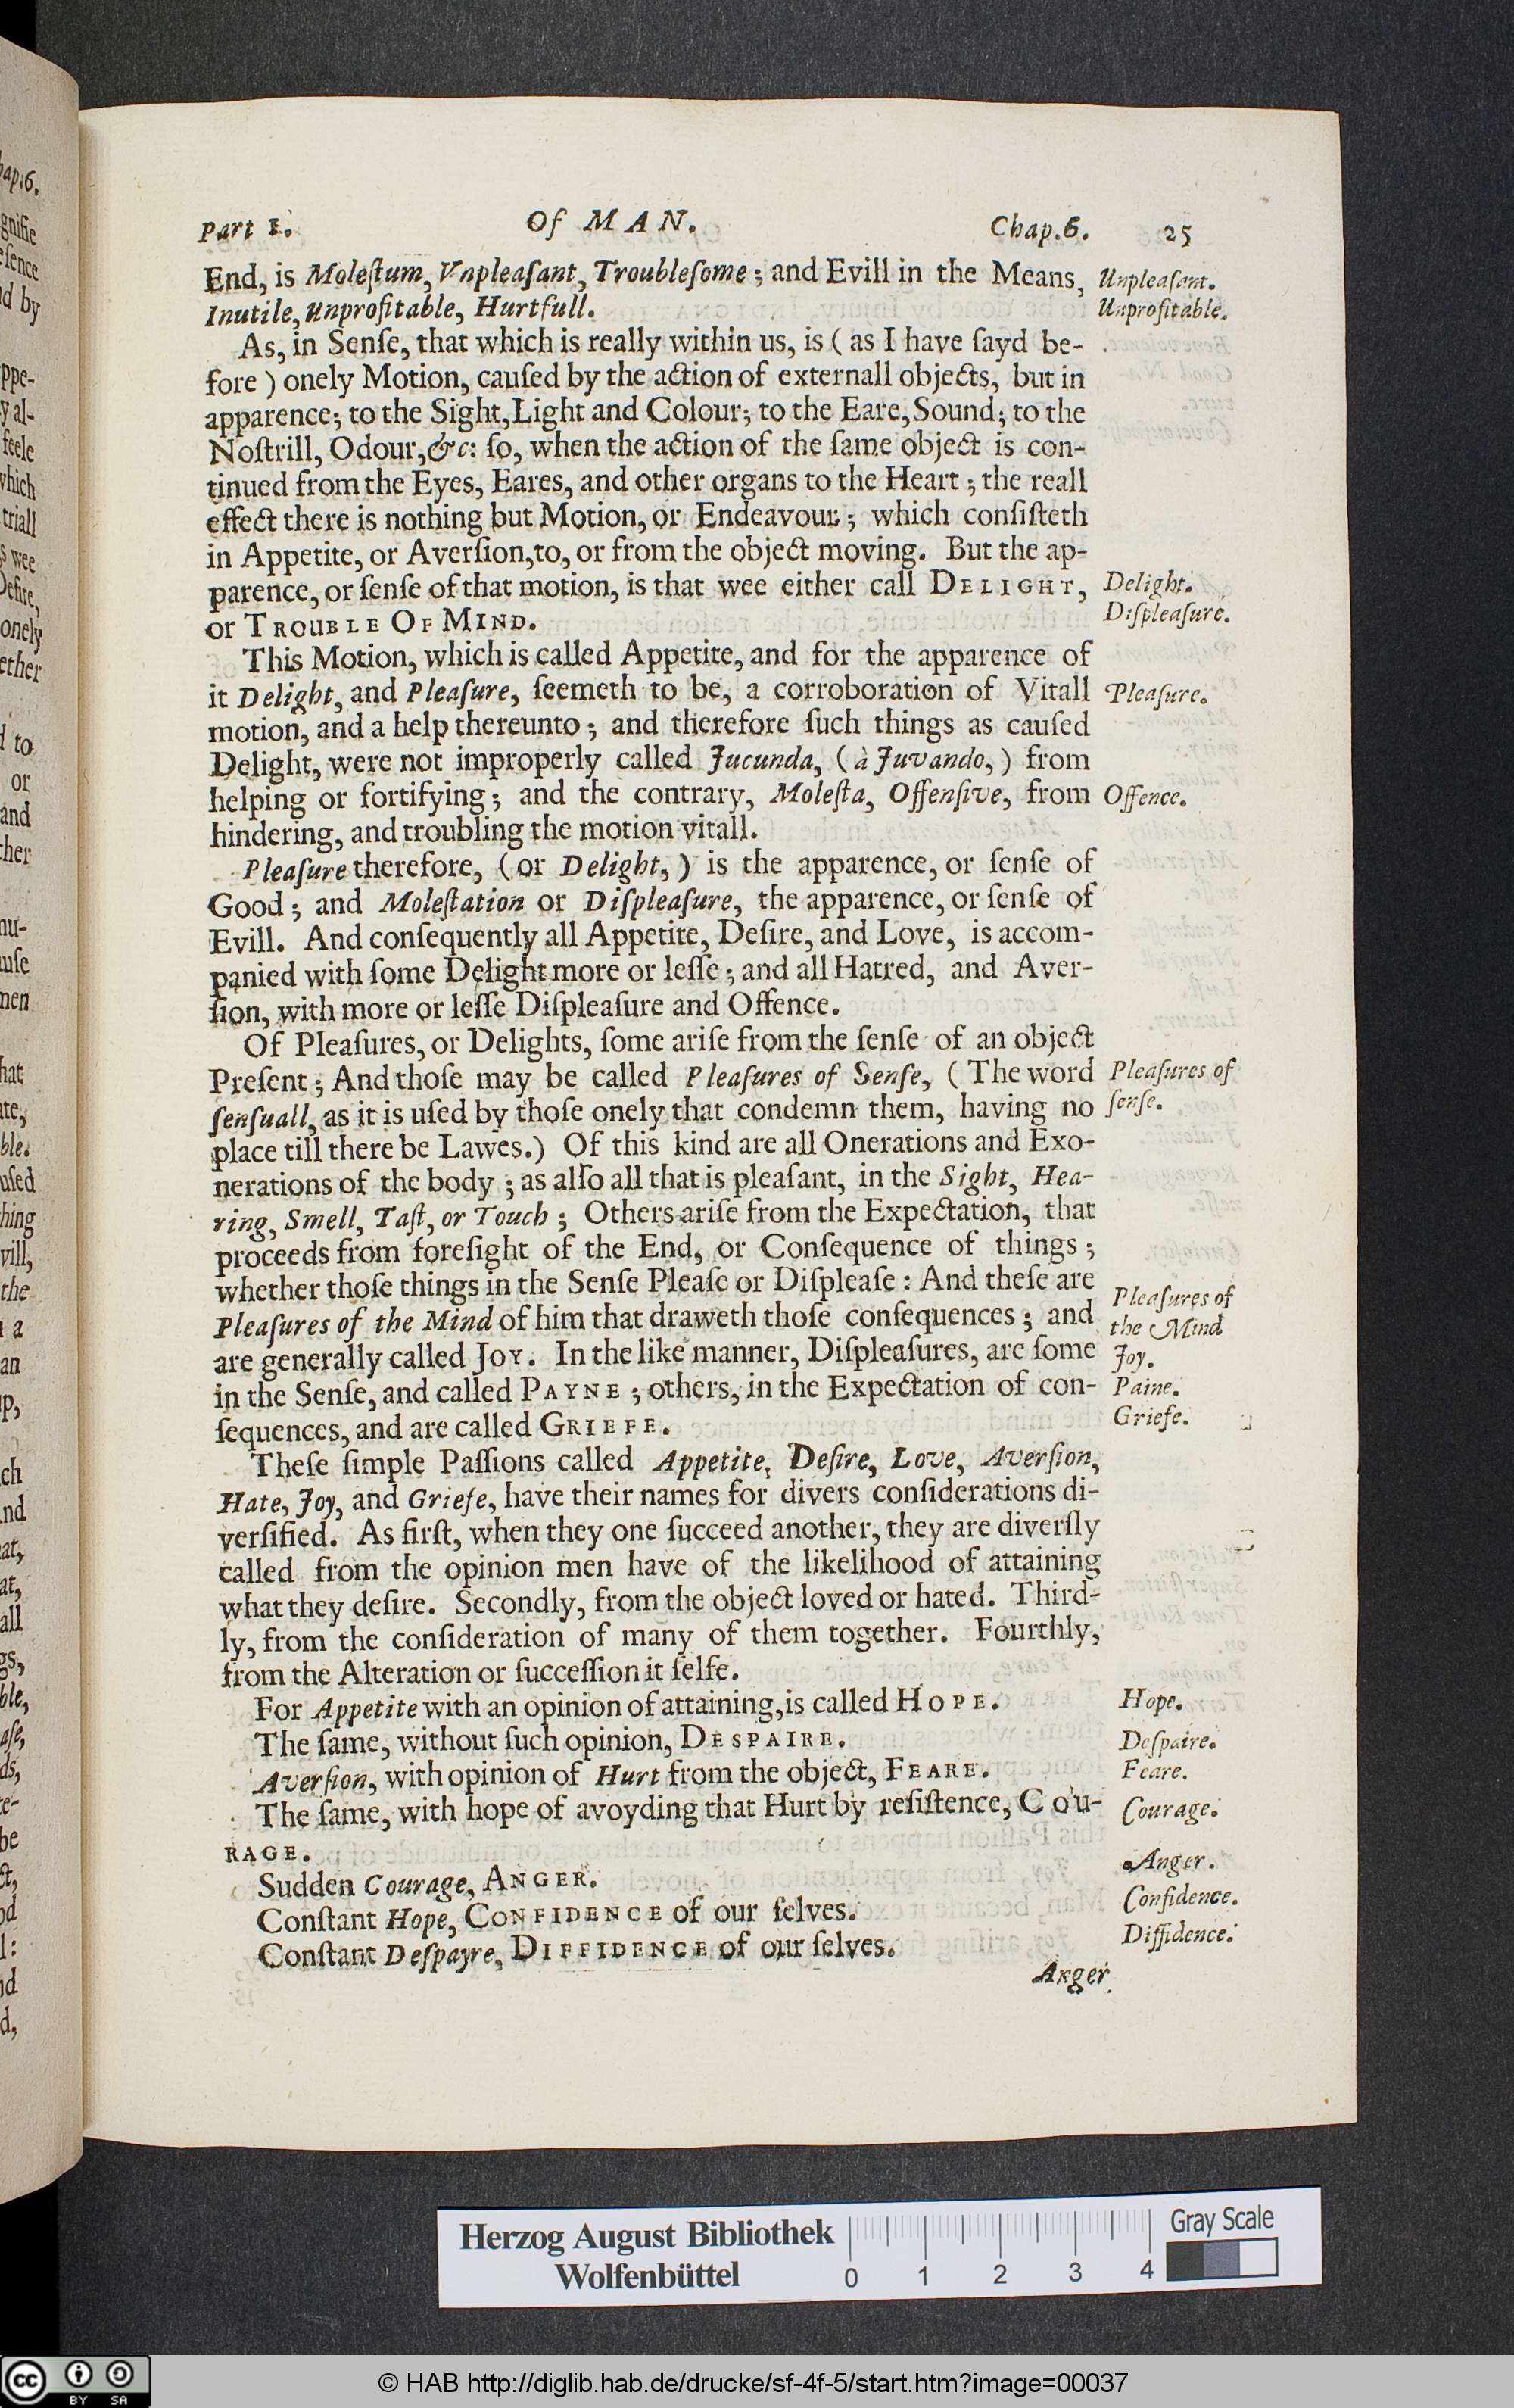 Part 1. Of MAN. Chap.6. 25
End, is Moleſtum, Vnpleaſant, Troubleſome; and Evill in the Means,
Unpleaſant.
Inutile, Unprofitable, Hurtfull.
Unprofitable.
As, in Senſe, that which is really within us, is ( as I have ſayd be-
fore ) onely Motion, cauſed by the action of externall objects, but in
apparence; to the Sight, Light and Colour; to the Eare, Sound; to the
Noſtrill, Odour, &c: ſo, when the action of the ſame object is con-
tinued from the Eyes, Eares, and other organs to the Heart; the reall
effect there is nothing but Motion, or Endeavour; which conſiſteth
in Appetite, or Averſion, to, or from the object moving. But the ap-
parence, or ſenſe of that motion, is that wee either call DELIGHT,
Delight.
or TROUBLE OF MIND.
Diſpleaſure.
This Motion, which is called Appetite, and for the apparence of
it Delight, and Pleaſure, ſeemeth to be, a corroboration of Vitall
Pleaſure.
motion, and a help thereunto; and therefore ſuch things as cauſed
Delight, were not improperly called Jucunda, ( à Juvando, ) from
helping or fortifying; and the contrary, Moleſta, Offenſive, from
Offence.
hindering, and troubling the motion vitall.
Pleaſure therefore, ( or Delight, ) is the apparence, or ſenſe of
Good; and Moleſtation or Diſpleaſure, the apparence, or ſenſe of
Evill. And conſequently all Appetite, Deſire, and Love, is accom-
panied with ſome Delight more or leſſe; and all Hatred, and Aver-
ſion, with more or leſſe Diſpleaſure and Offence.
Of Pleaſures, or Delights, ſome ariſe from the ſenſe of an object
Preſent; And thoſe may be called Pleaſures of Senſe, ( The word
Pleaſures of
ſenſuall, as it is uſed by thoſe onely that condemn them, having no
ſenſe.
place till there be Lawes.) Of this kind are all Onerations and Exo-
nerations of the body; as alſo all that is pleaſant, in the Sight, Hea-
ring, Smell, Taſt, or Touch; Others ariſe from the Expectation, that
proceeds from foreſight of the End, or Conſequence of things;
whether thoſe things in the Senſe Pleaſe or Diſpleaſe: And theſe are
Pleaſures of
Pleaſures of the Mind of him that draweth thoſe conſequences; and
the Mind
are generally called JOY. In the like manner, Diſpleaſures, are ſome
Joy.
in the Senſe, and called PAYNE; others, in the Expectation of con-
Paine.
ſequences, and are called GRIEFE.
Griefe.
Theſe ſimple Paſſions called Appetite, Deſire, Love, Averſion,
Hate, Joy, and Griefe, have their names for divers conſiderations di-
verſified. As firſt, when they one ſucceed another, they are diverſly
called from the opinion men have of the likelihood of attaining
what they deſire. Secondly, from the object loved or hated. Third-
ly, from the conſideration of many of them together. Fourthly,
from the Alteration or ſucceſſion it ſelfe.
For Appetite with an opinion of attaining, is called HOPE.
Hope.
The ſame, without ſuch opinion, DESPAIRE.
Deſpaire.
Averſion, with opinion of Hurt from the object, FEARE.
Feare.
The ſame, with hope of avoyding that Hurt by reſiſtence, COU-
Courage.
RAGE.
Sudden Courage, ANGER.
Anger.
Conſtant Hope, CONFIDENCE of our ſelves.
Confidence.
Conſtant Deſpayre, DIFFIDENCE of our ſelves.
Diffidence.
Anger
Herzog August Bibliothek
Wolfenbüttel
0 1 2 3 4
Gray Scale
cc BY SA
© HAB http://diglib.hab.de/drucke/sf-4f-5/start.htm?image=00037